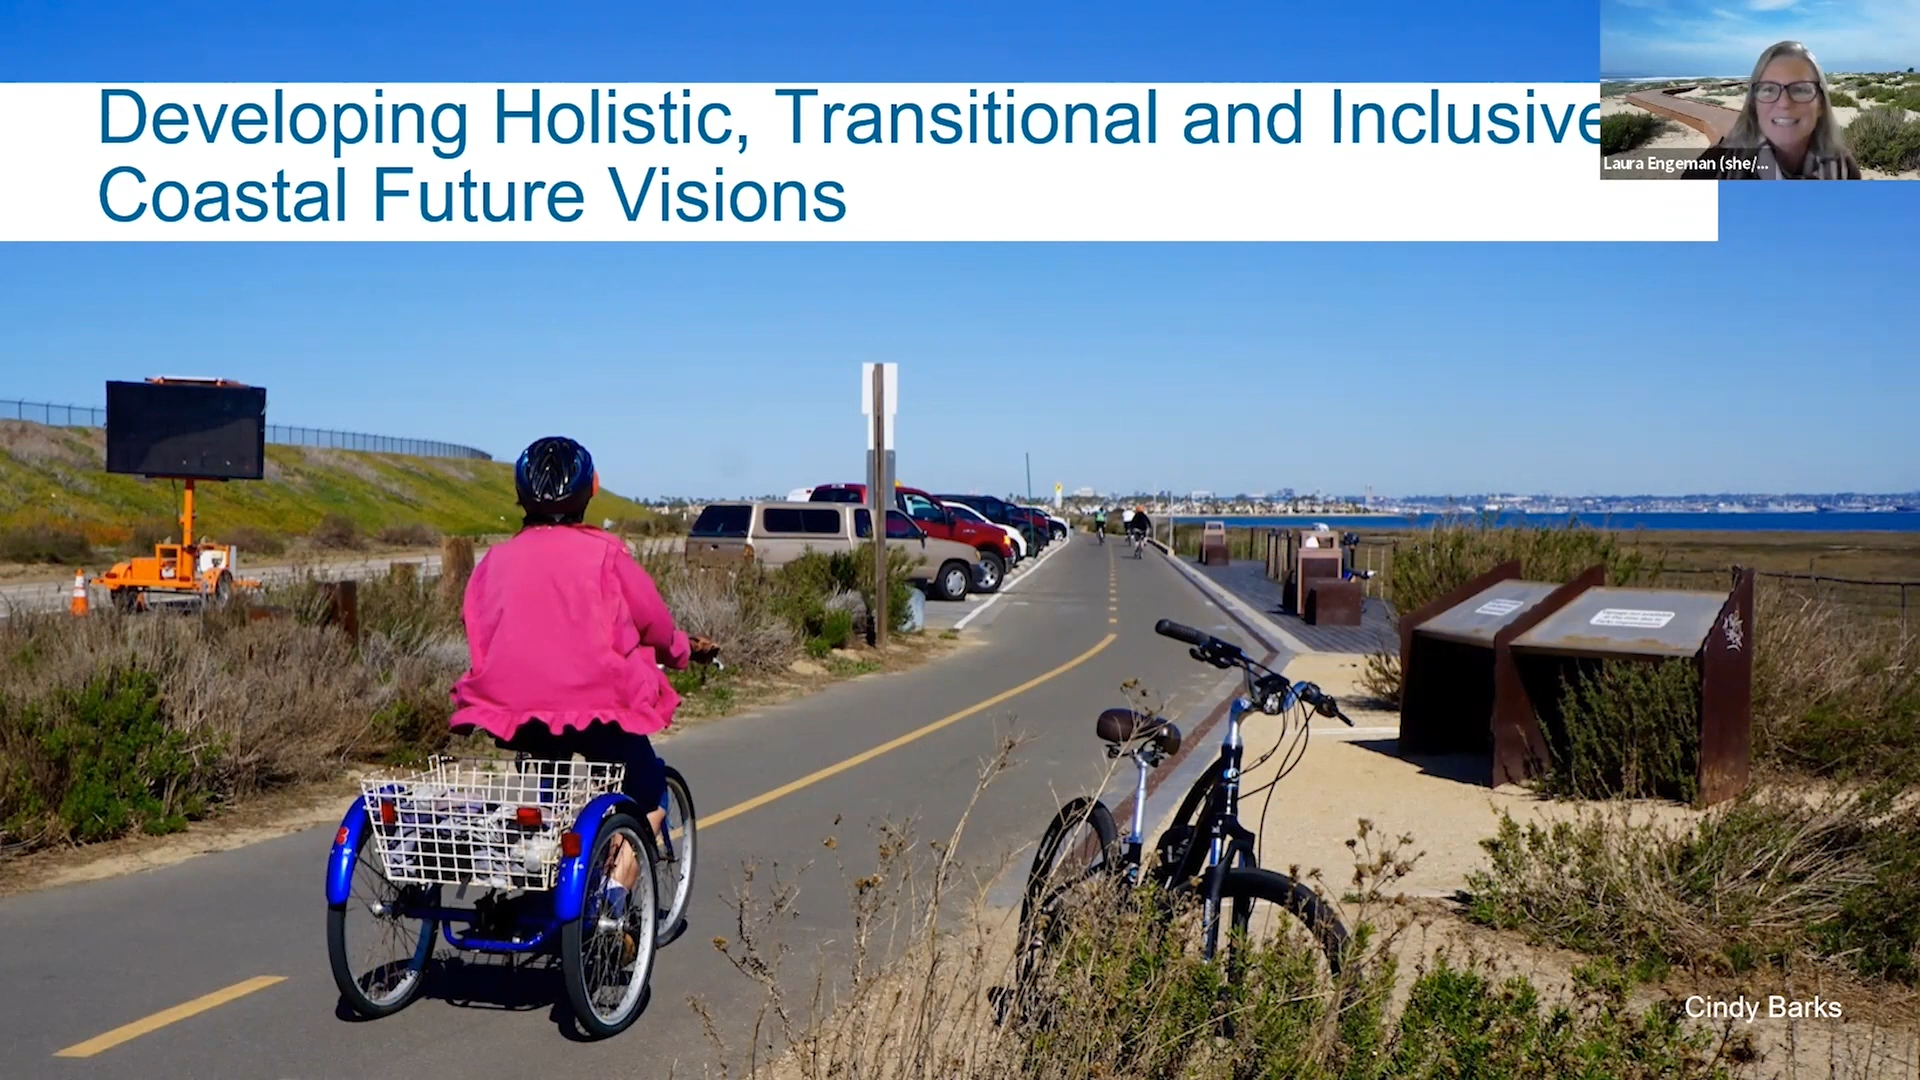 Developing Holistic, Transitional and Inclusive
Coastal Future Visions
Laura Engeman (she/...
Cindy Barks